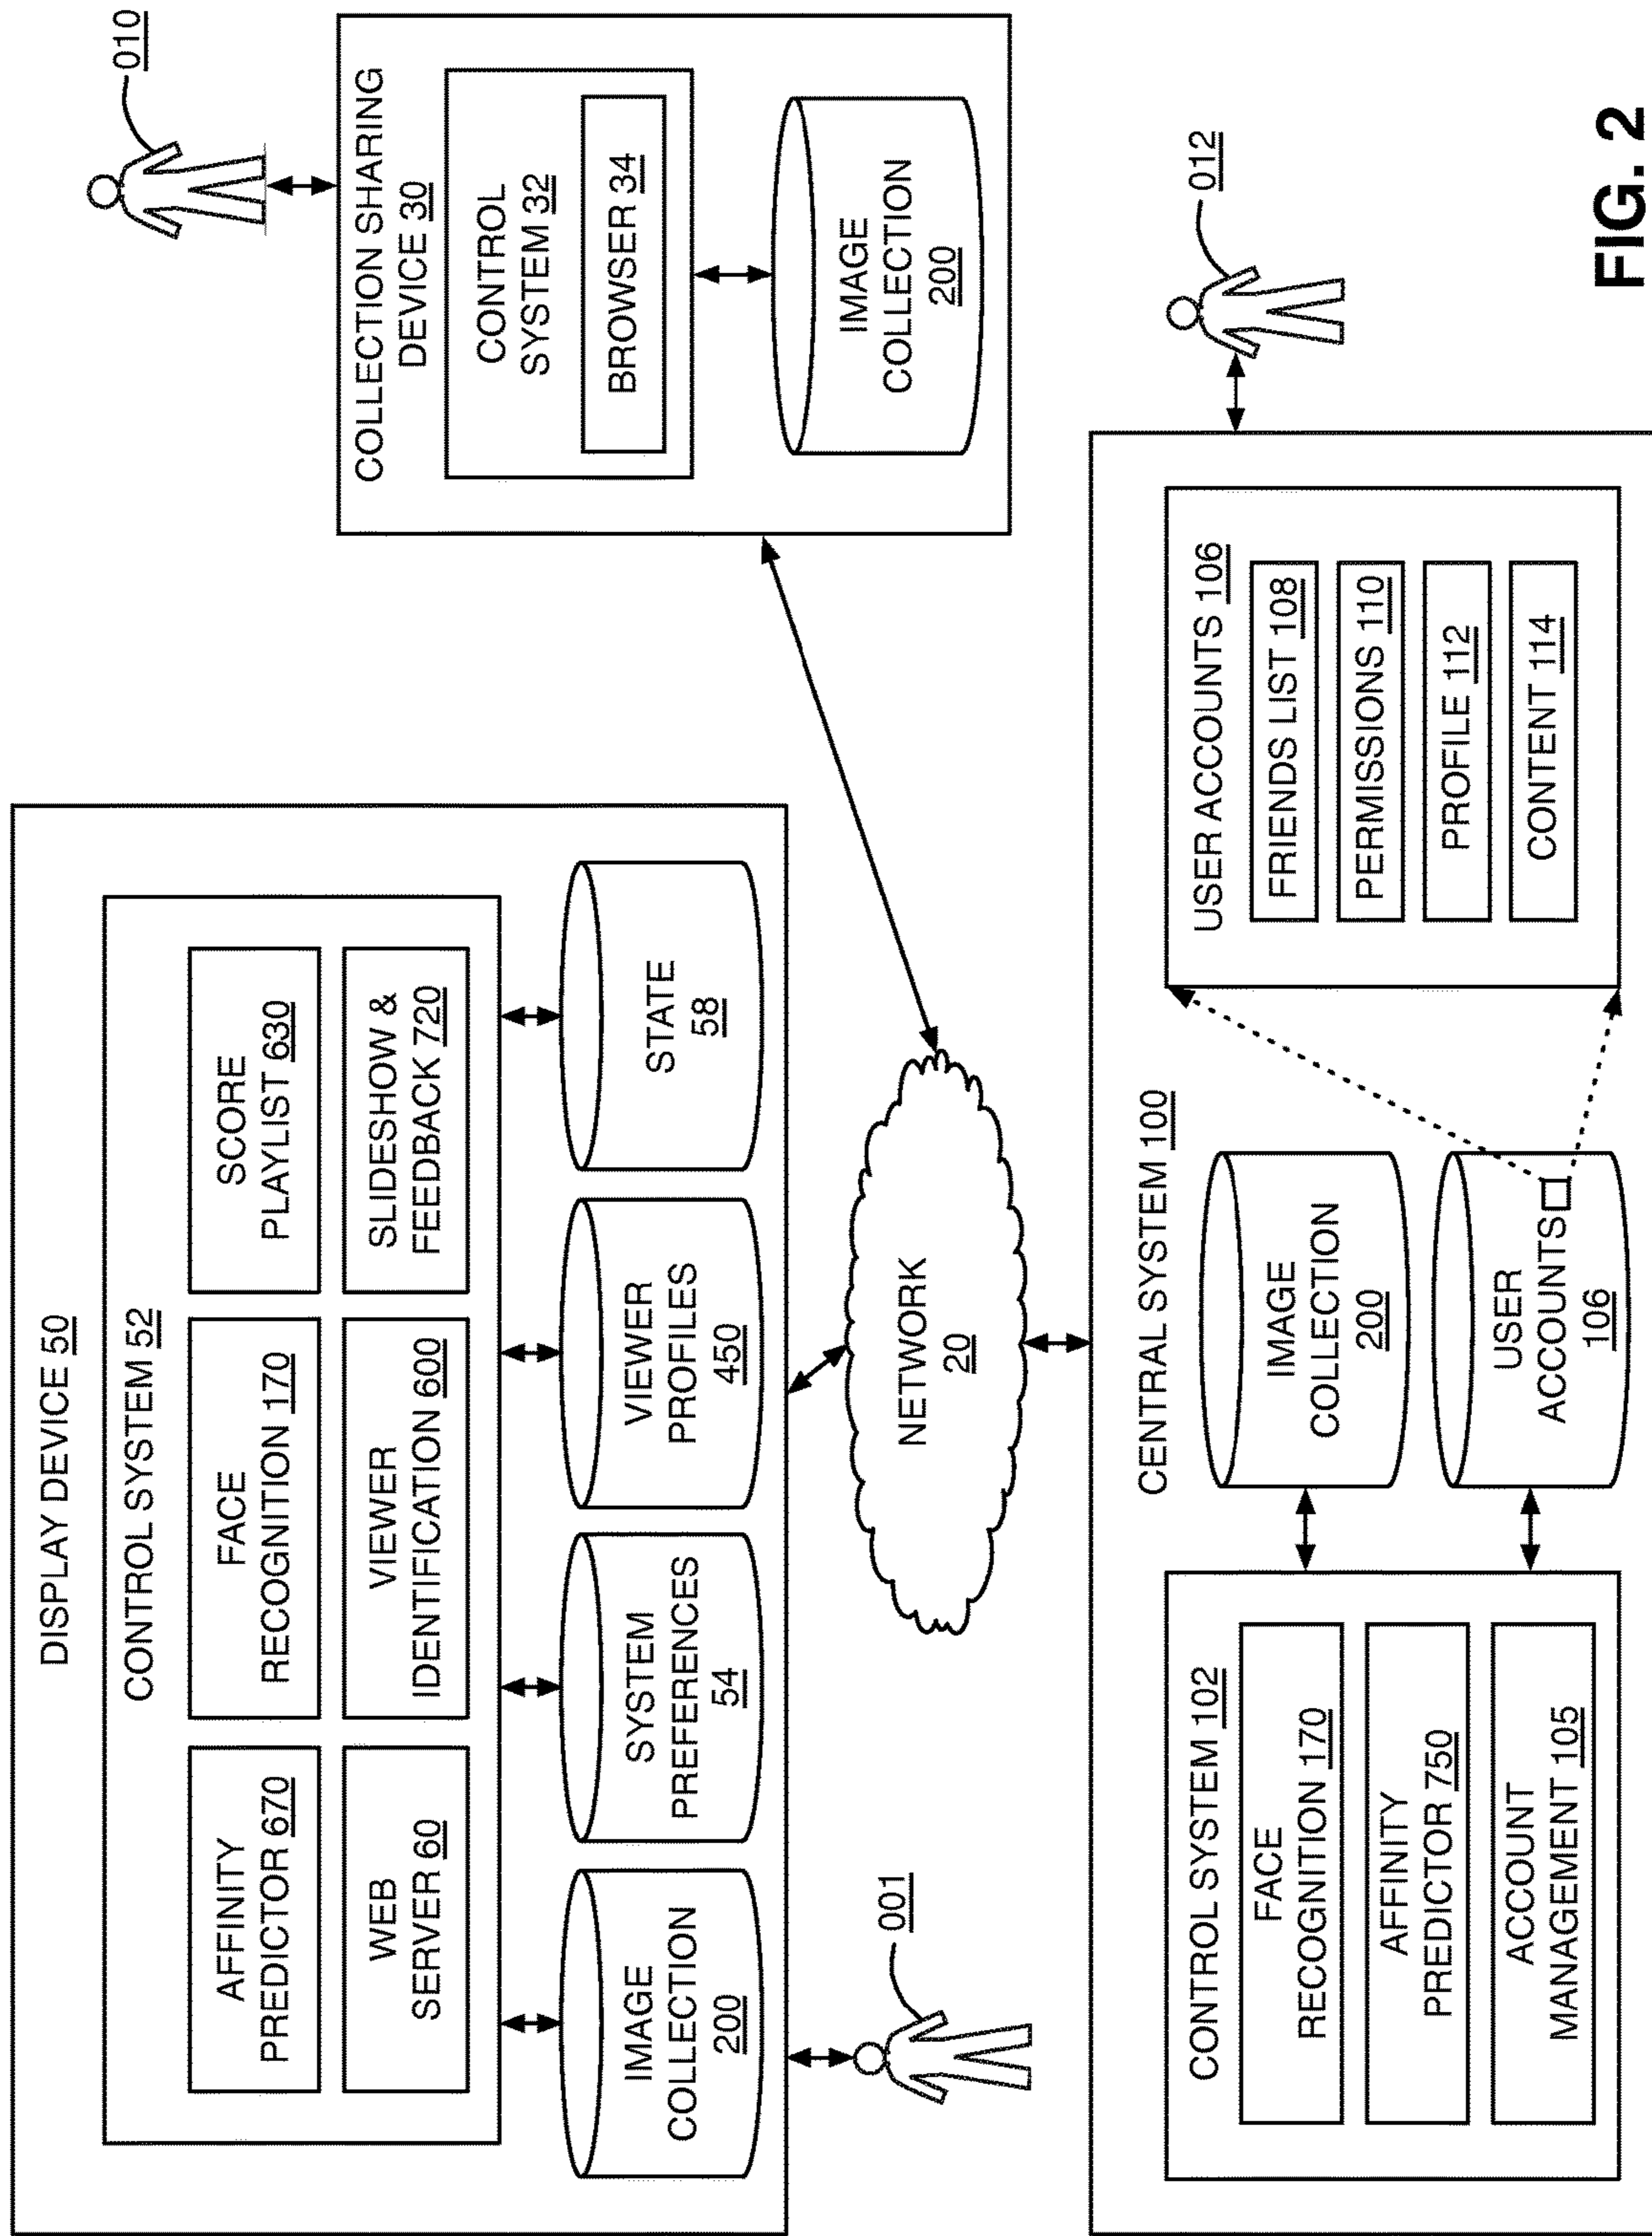 DISPLAY DEVICE 50
CONTROL SYSTEM 52
AFFINITY
PREDICTOR 670
FACE
RECOGNITION 170
SCORE
PLAYLIST 630
WEB
SERVER 60
VIEWER
IDENTIFICATION 600
SLIDESHOW &
FEEDBACK 720
IMAGE
COLLECTION
200
SYSTEM
PREFERENCES
54
VIEWER
PROFILES
450
STATE
58
001
NETWORK
20
010
COLLECTION SHARING
DEVICE 30
CONTROL
SYSTEM 32
BROWSER 34
IMAGE
COLLECTION
200
CENTRAL SYSTEM 100
CONTROL SYSTEM 102
FACE
RECOGNITION 170
AFFINITY
PREDICTOR 750
ACCOUNT
MANAGEMENT 105
IMAGE
COLLECTION
200
USER
ACCOUNTS
106
USER ACCOUNTS 106
FRIENDS LIST 108
PERMISSIONS 110
PROFILE 112
CONTENT 114
012
FIG. 2